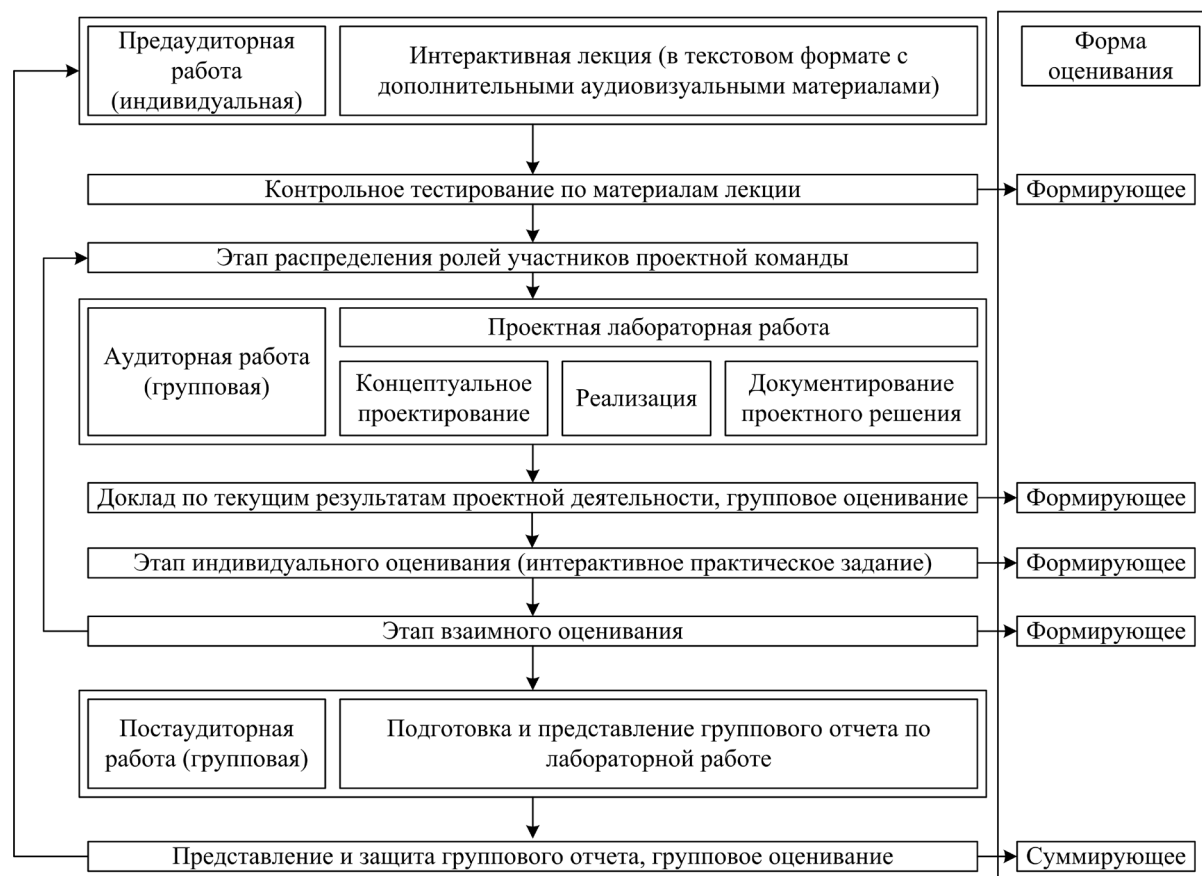 Предаудиторная
работа
(индивидуальная)
Интерактивная лекция (в текстовом формате с
дополнительными аудиовизуальными материалами)
Форма
оценивания
Контрольное тестирование по материалам лекции
Формирующее
Этап распределения ролей участников проектной команды
Аудиторная работа
(групповая)
Проектная лабораторная работа
Концептуальное
проектирование
Реализация
Документирование
проектного решения
Доклад по текущим результатам проектной деятельности, групповое оценивание
Формирующее
Этап индивидуального оценивания (интерактивное практическое задание)
Формирующее
Этап взаимного оценивания
Формирующее
Постаудиторная
работа (групповая)
Подготовка и представление группового отчета по
лабораторной работе
Представление и защита группового отчета, групповое оценивание
Суммирующее